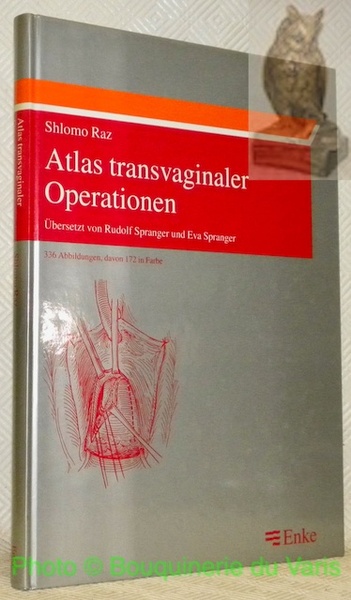 Shlomo Raz
Atlas transvaginaler
Operationen
Übersetzt von Rudolf Spranger und Eva Spranger
336 Abbildungen, davon 172 in Farbe
Enke
Atlas transvaginaler
Photo © Bouquinerie du Varis